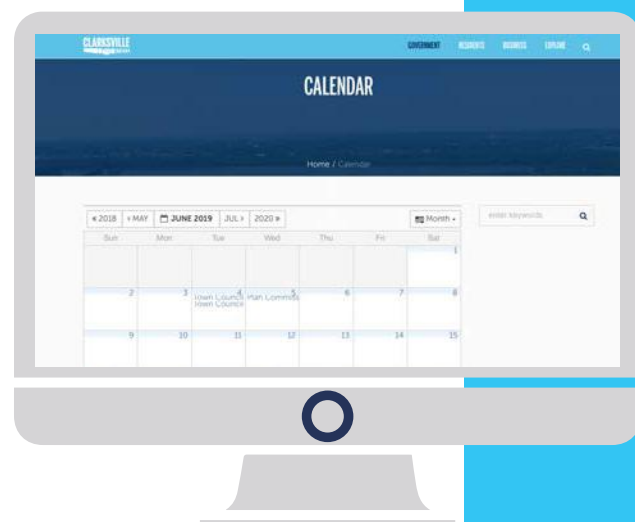 CLARKSVILLE
GOVERNMENT RESIDENTS BUSINESS EXPLORE
CALENDAR
Home / Calendar
« 2018 ‹ MAY JUNE 2019 JUL › 2020 » Month
enter keywords
Sun Mon Tue Wed Thu Fri Sat
1
2 3 4 5 6 7 8
Town Council Plan Commiss
Town Council
9 10 11 12 13 14 15